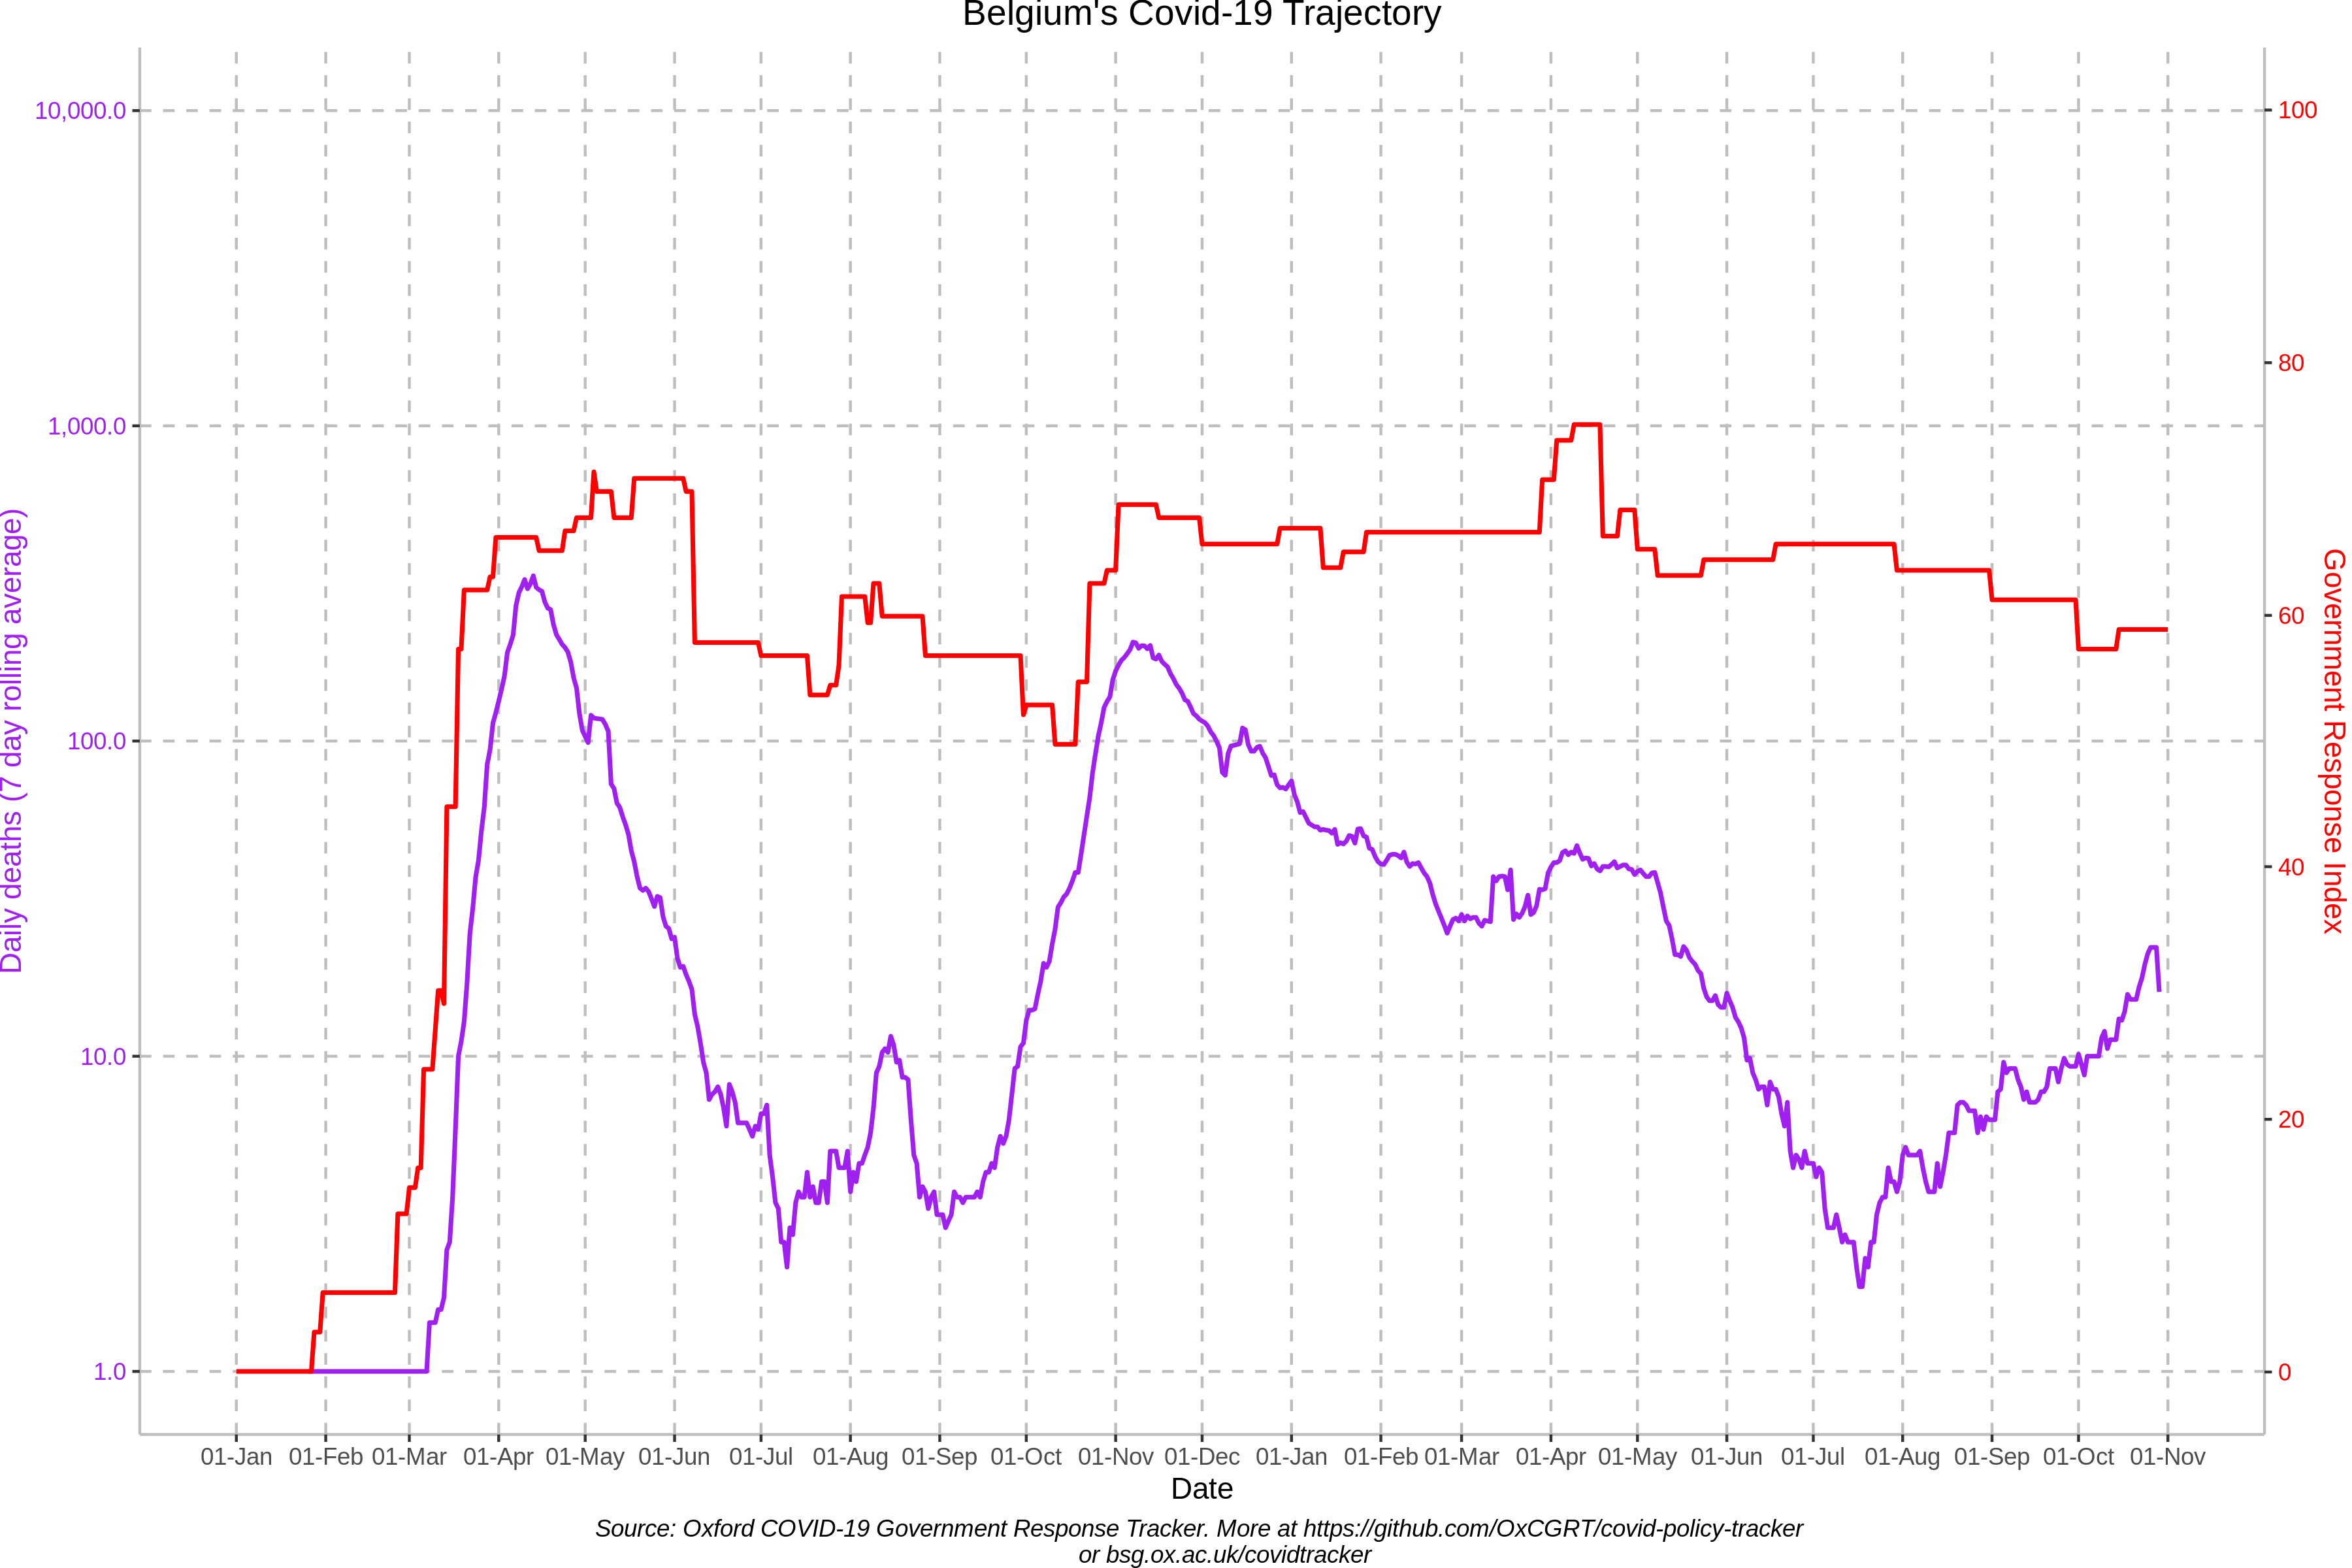 Belgium's Covid-19 Trajectory
10,000.0
1,000.0
100.0
10.0
1.0
Daily deaths (7 day rolling average)
100
80
60
40
20
0
Government Response Index
01-Jan 01-Feb 01-Mar 01-Apr 01-May 01-Jun 01-Jul 01-Aug 01-Sep 01-Oct 01-Nov 01-Dec 01-Jan 01-Feb 01-Mar 01-Apr 01-May 01-Jun 01-Jul 01-Aug 01-Sep 01-Oct 01-Nov
Date
Source: Oxford COVID-19 Government Response Tracker. More at https://github.com/OxCGRT/covid-policy-tracker
or bsg.ox.ac.uk/covidtracker